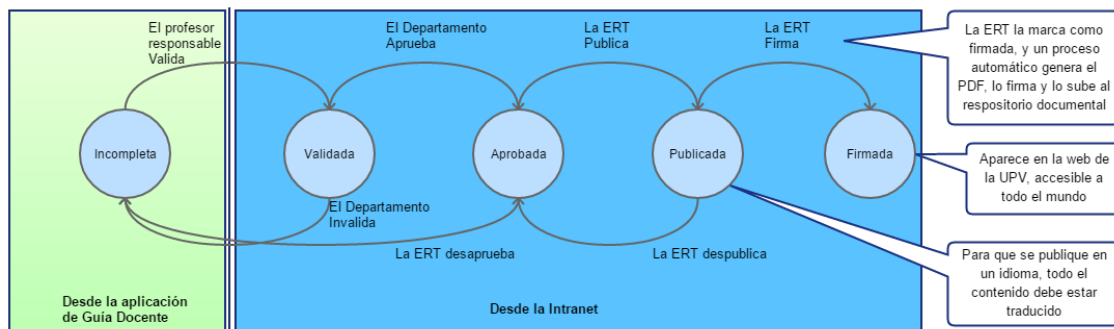 El profesor
responsable
Valida
El Departamento
Aprueba
La ERT
Publica
La ERT
Firma
La ERT la marca como
firmada, y un proceso
automático genera el
PDF, lo firma y lo sube al
respositorio documental
Incompleta
Validada
Aprobada
Publicada
Firmada
Aparece en la web de
la UPV, accesible a
todo el mundo
El Departamento
Invalida
La ERT desaprueba
La ERT despublica
Para que se publique en
un idioma, todo el
contenido debe estar
traducido
Desde la aplicación
de Guía Docente
Desde la Intranet